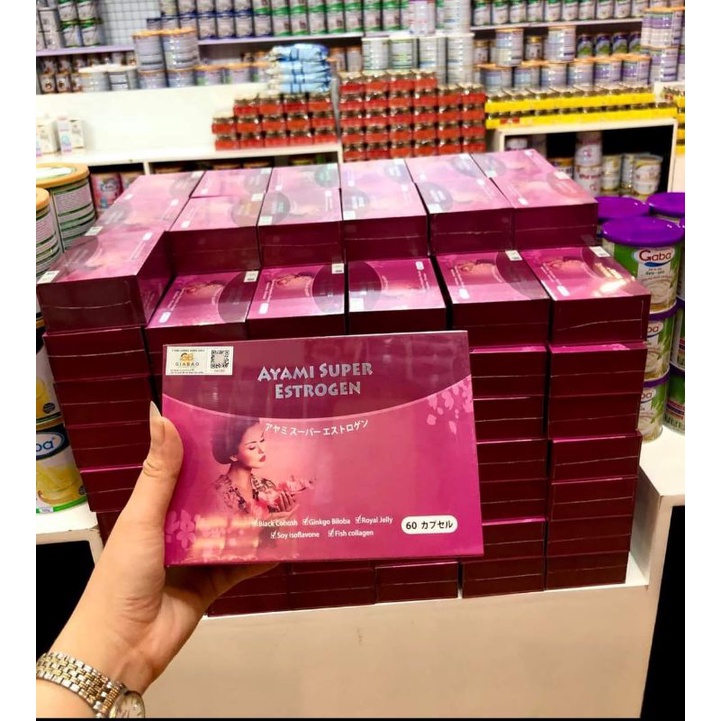 Gaba
GIABAO
AYAMI SUPER
ESTROGEN
アヤミ スーパー エストロゲン
☑Black Cohosh ☑Ginkgo Biloba ☑Royal Jelly
☑Soy Isoflavone ☑Fish collagen
60 カプセル